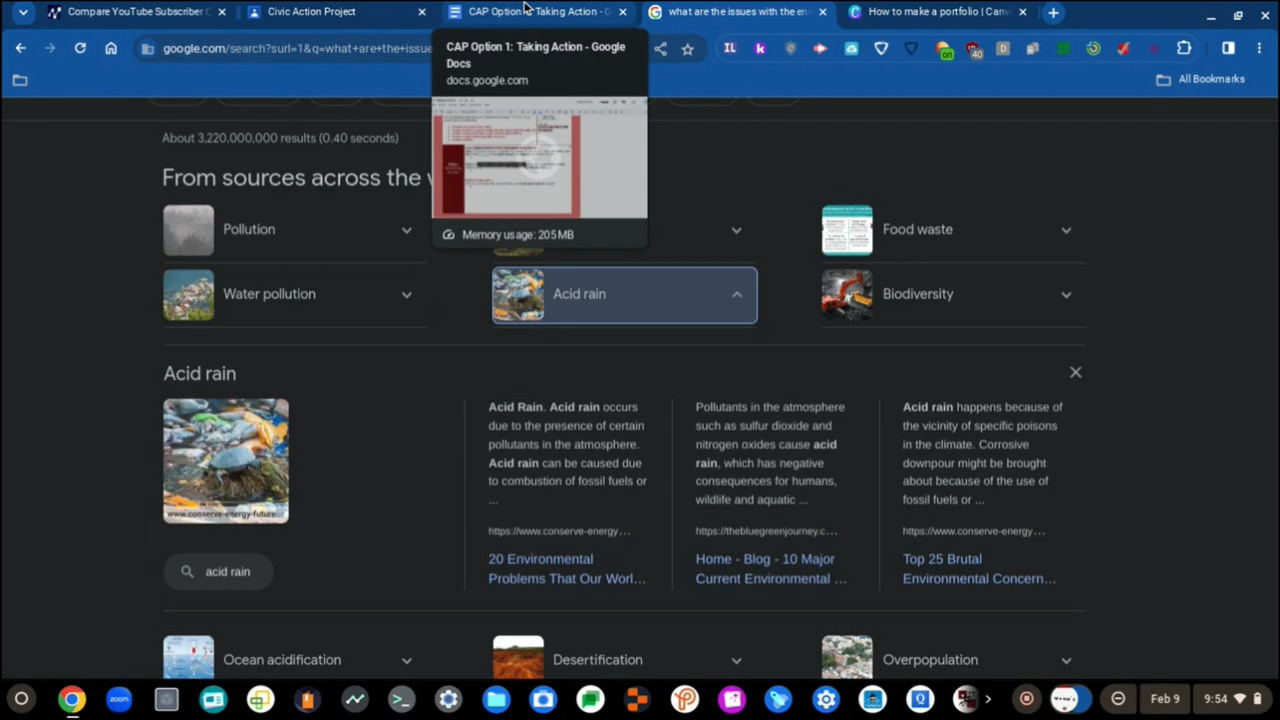 Compare YouTube Subscriber C
Civic Action Project
CAP Option 1: Taking Action - G
what are the issues with the en
How to make a portfolio | Canv
google.com/search?surl=1&q=what+are+the+issue
IL
k
on
40
D
All Bookmarks
CAP Option 1: Taking Action - Google
Docs
docs.google.com
Memory usage: 205 MB
About 3,220,000,000 results (0.40 seconds)
From sources across the
Pollution
Food waste
Water pollution
Acid rain
Biodiversity
Acid rain
www.conserve-energy-future...
acid rain
Acid Rain. Acid rain occurs
due to the presence of certain
pollutants in the atmosphere.
Acid rain can be caused due
to combustion of fossil fuels or
...
https://www.conserve-energy...
20 Environmental
Problems That Our Worl...
Pollutants in the atmosphere
such as sulfur dioxide and
nitrogen oxides cause acid
rain, which has negative
consequences for humans,
wildlife and aquatic ...
https://thebluegreenjourney.c...
Home - Blog - 10 Major
Current Environmental ...
Acid rain happens because of
the vicinity of specific poisons
in the climate. Corrosive
downpour might be brought
about because of the use of
fossil fuels or ...
https://www.conserve-energy...
Top 25 Brutal
Environmental Concern...
Ocean acidification
Desertification
Overpopulation
zoom
Feb 9
9:54